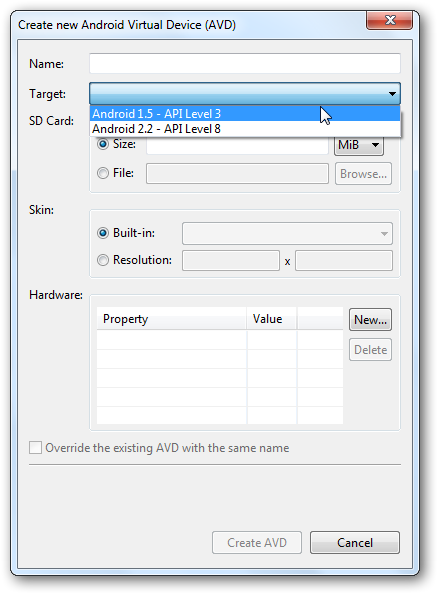 Create new Android Virtual Device (AVD)
Name:
Target:
Android 1.5 - API Level 3
SD Card:
Android 2.2 - API Level 8
Size: MiB
File: Browse...
Skin:
Built-in:
Resolution: x
Hardware:
Property Value New...
Delete
Override the existing AVD with the same name
Create AVD Cancel